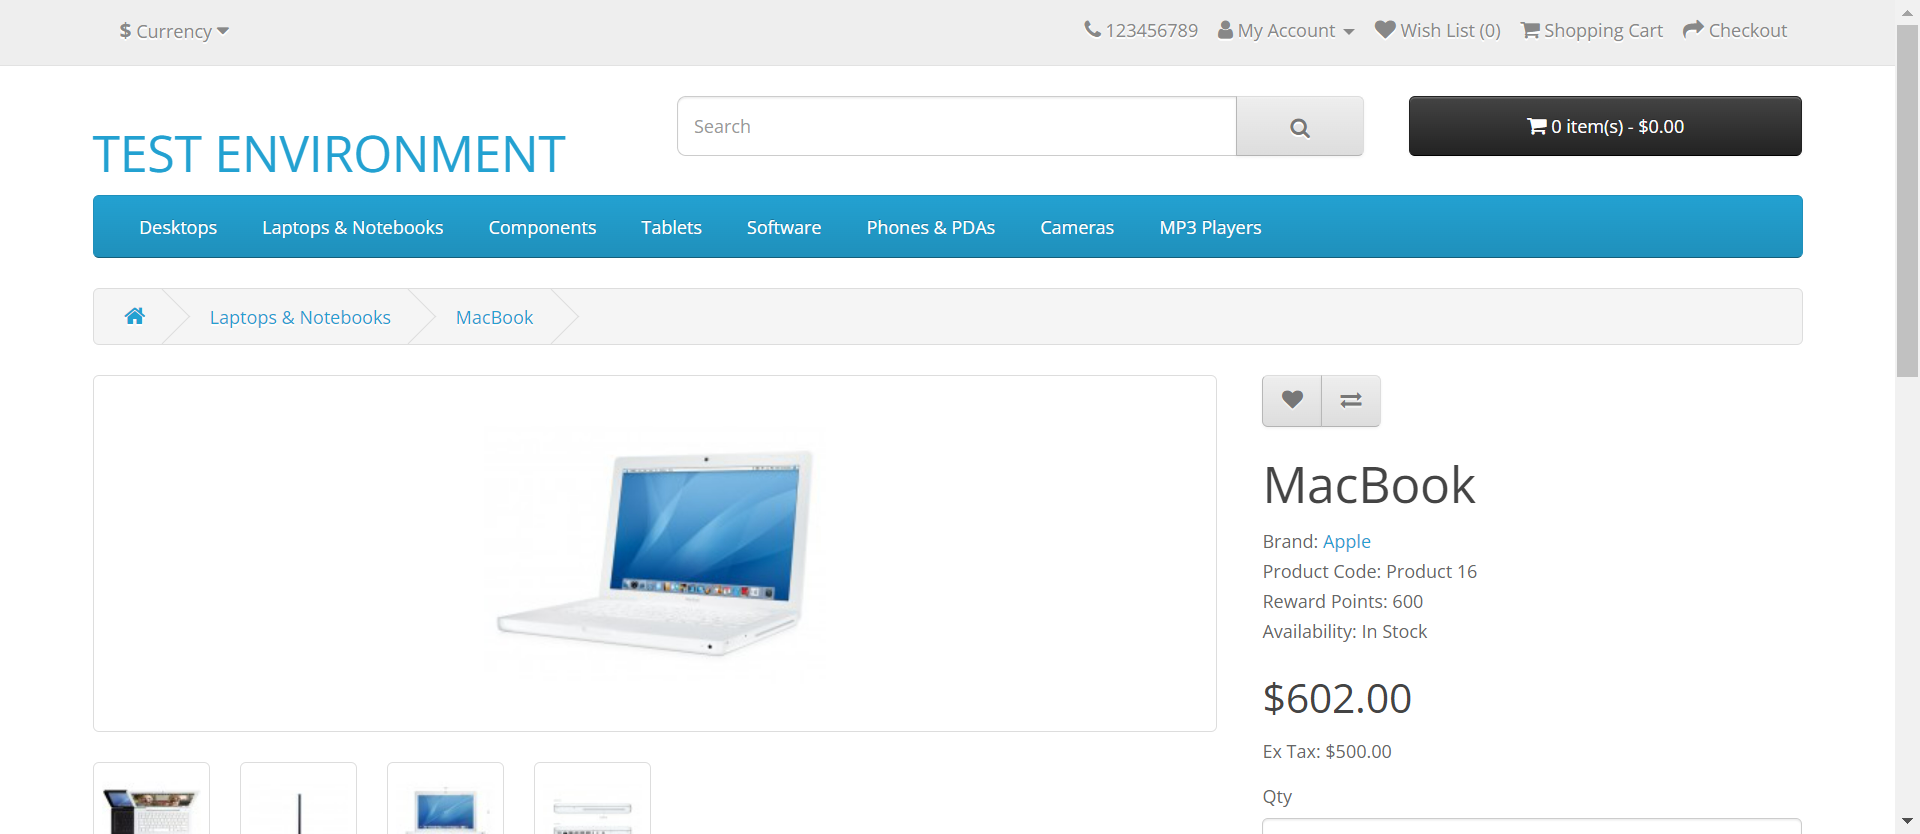 $ Currency
123456789
My Account
Wish List (0)
Shopping Cart
Checkout
TEST ENVIRONMENT
Search
0 item(s) - $0.00
Desktops
Laptops & Notebooks
Components
Tablets
Software
Phones & PDAs
Cameras
MP3 Players
Laptops & Notebooks
MacBook
MacBook
Brand: Apple
Product Code: Product 16
Reward Points: 600
Availability: In Stock
$602.00
Ex Tax: $500.00
Qty